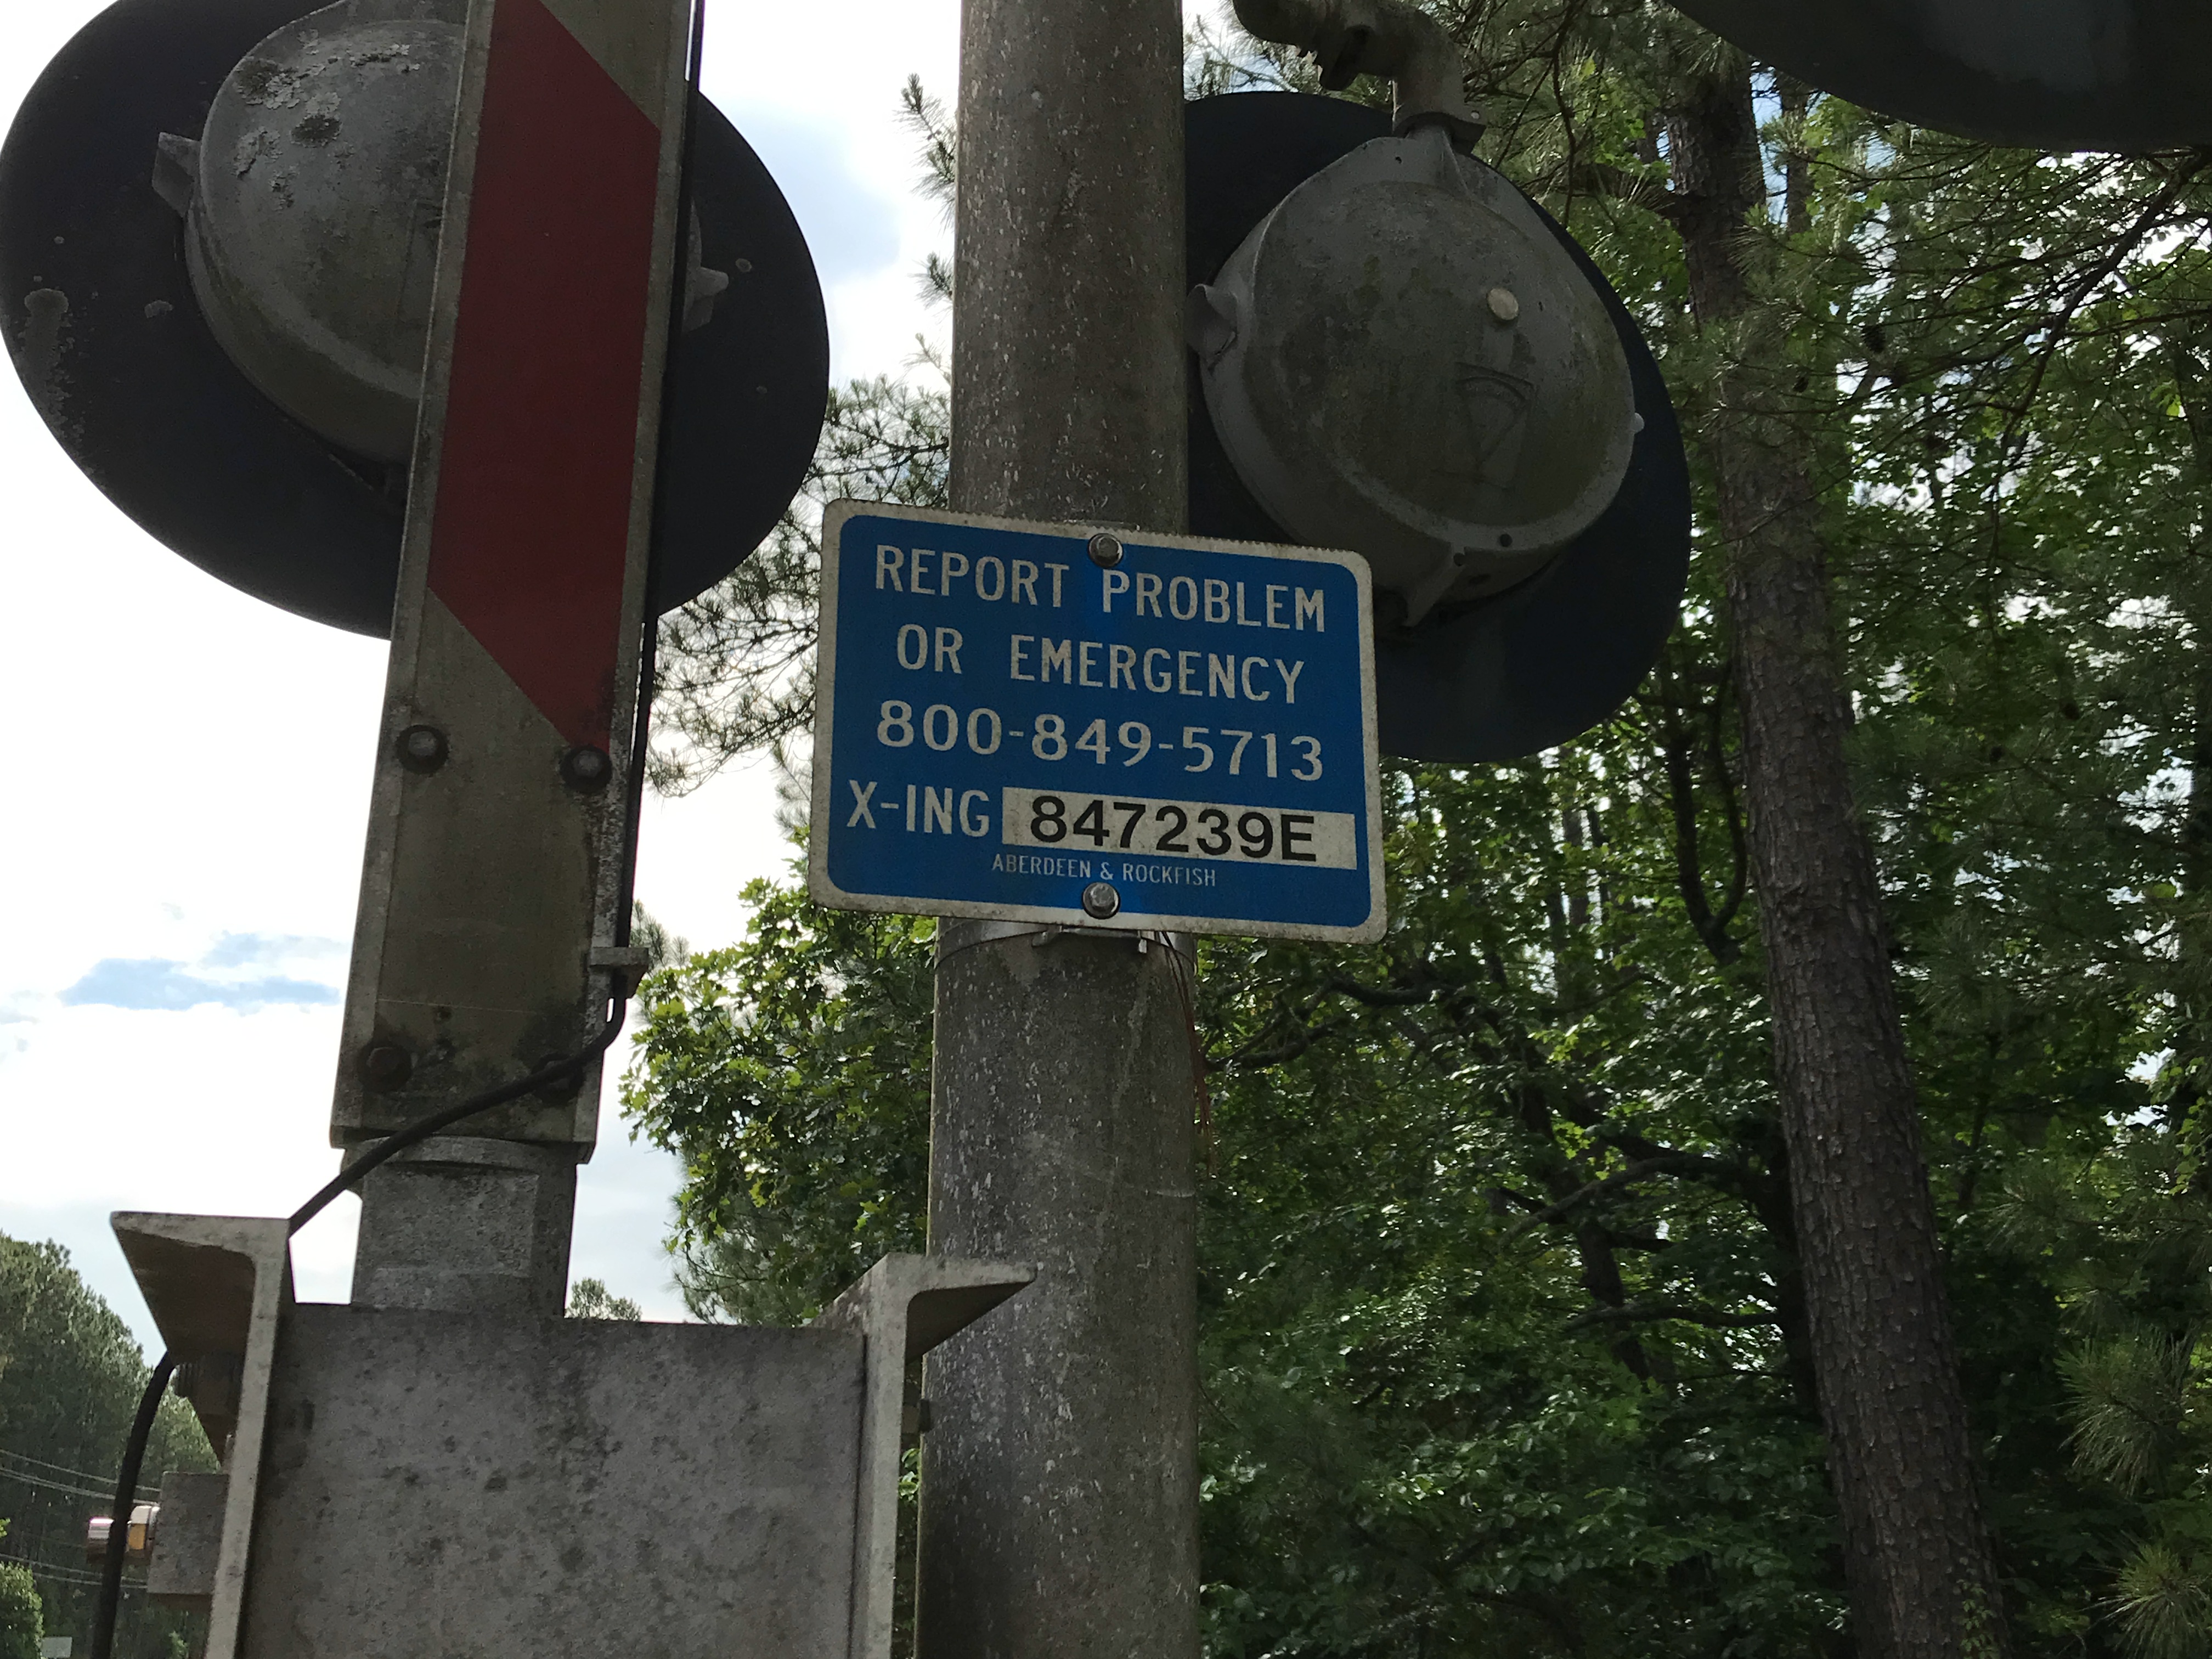 REPORT PROBLEM
OR EMERGENCY
800-849-5713
X-ING 847239E
ABERDEEN & ROCKFISH